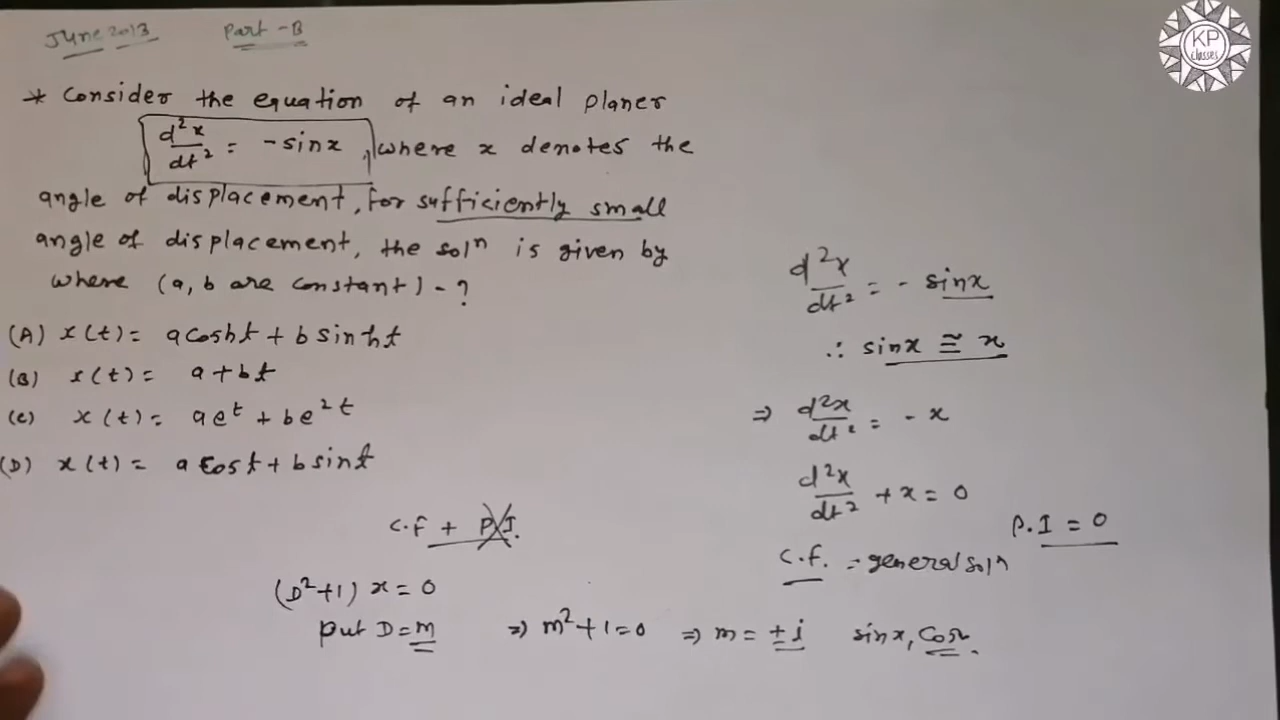 June 2013 Part-B
KP
classes
* Consider the equation of an ideal planer
d²x/dt² = -sinx, where x denotes the
angle of displacement, for sufficiently small
angle of displacement, the solⁿ is given by
where (a, b are constant) - ?
(A) x(t) = a cosht + b sinht
(B) x(t) = a + bt
(C) x(t) = ae^t + be^2t
(D) x(t) = a cost + b sint
C.F + P.I.
(D²+1) x = 0
put D=m ⇒ m²+1=0 ⇒ m = ±i sinx, Cosx.
d²x/dt² = - sinx
∴ sinx ≅ x
⇒ d²x/dt² = - x
d²x/dt² + x = 0
P.I = 0
C.f. = general solⁿ